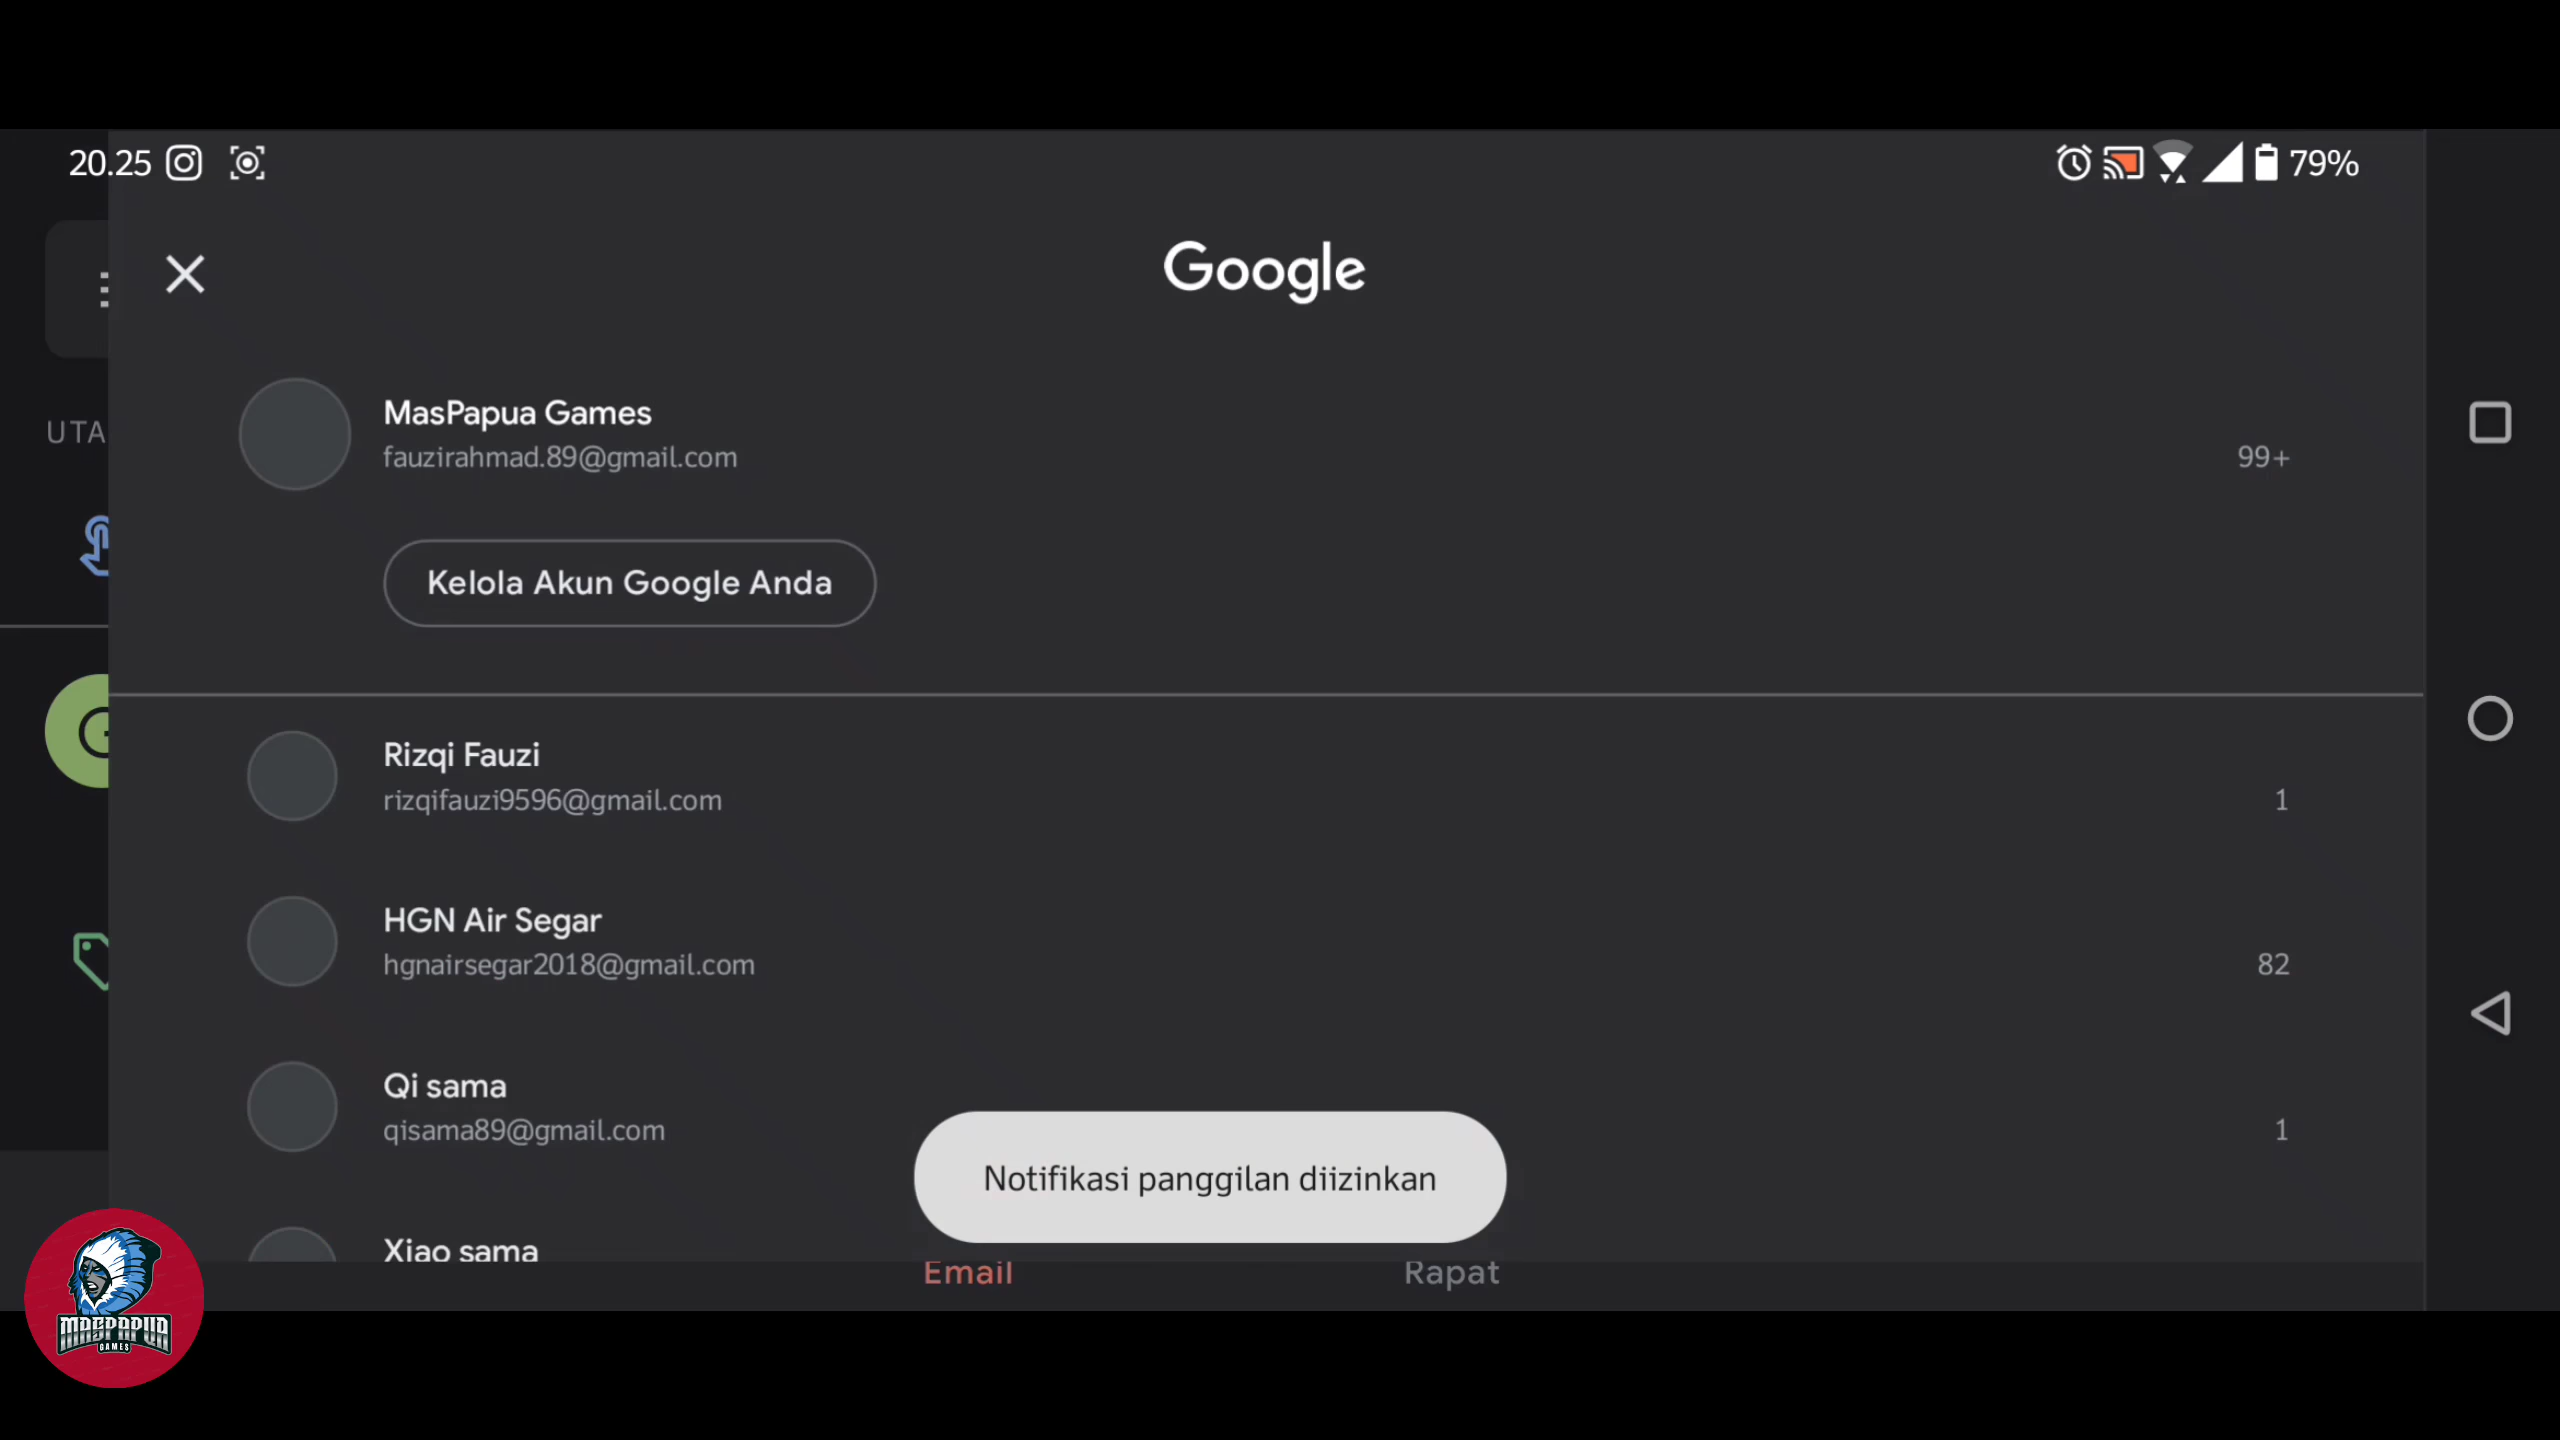 20.25
79%
Google
MasPapua Games
fauzirahmad.89@gmail.com
99+
Kelola Akun Google Anda
UTA
G
Rizqi Fauzi
rizqifauzi9596@gmail.com
1
HGN Air Segar
hgnairsegar2018@gmail.com
82
Qi sama
qisama89@gmail.com
1
Notifikasi panggilan diizinkan
Xiao sama
Email
Rapat
MASPAPUA
GAMES